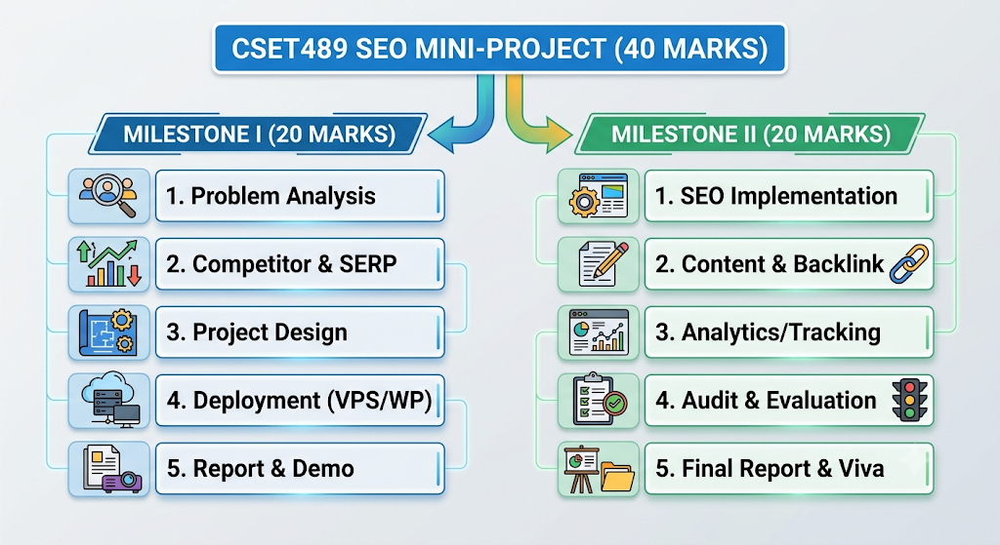 CSET489 SEO MINI-PROJECT (40 MARKS)
MILESTONE I (20 MARKS)
1. Problem Analysis
2. Competitor & SERP
3. Project Design
4. Deployment (VPS/WP)
5. Report & Demo
MILESTONE II (20 MARKS)
1. SEO Implementation
2. Content & Backlink
3. Analytics/Tracking
4. Audit & Evaluation
5. Final Report & Viva